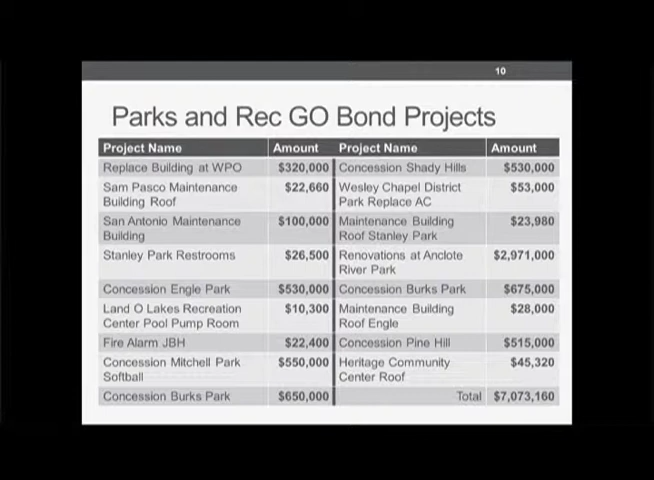 10
Parks and Rec GO Bond Projects
Project Name Amount Project Name Amount
Replace Building at WPO $320,000 Concession Shady Hills $530,000
Sam Pasco Maintenance $22,660 Wesley Chapel District $53,000
Building Roof Park Replace AC
San Antonio Maintenance $100,000 Maintenance Building $23,980
Building Roof Stanley Park
Stanley Park Restrooms $26,500 Renovations at Anclote $2,971,000
River Park
Concession Engle Park $530,000 Concession Burks Park $675,000
Land O Lakes Recreation $10,300 Maintenance Building $28,000
Center Pool Pump Room Roof Engle
Fire Alarm JBH $22,400 Concession Pine Hill $515,000
Concession Mitchell Park $550,000 Heritage Community $45,320
Softball Center Roof
Concession Burks Park $650,000 Total $7,073,160